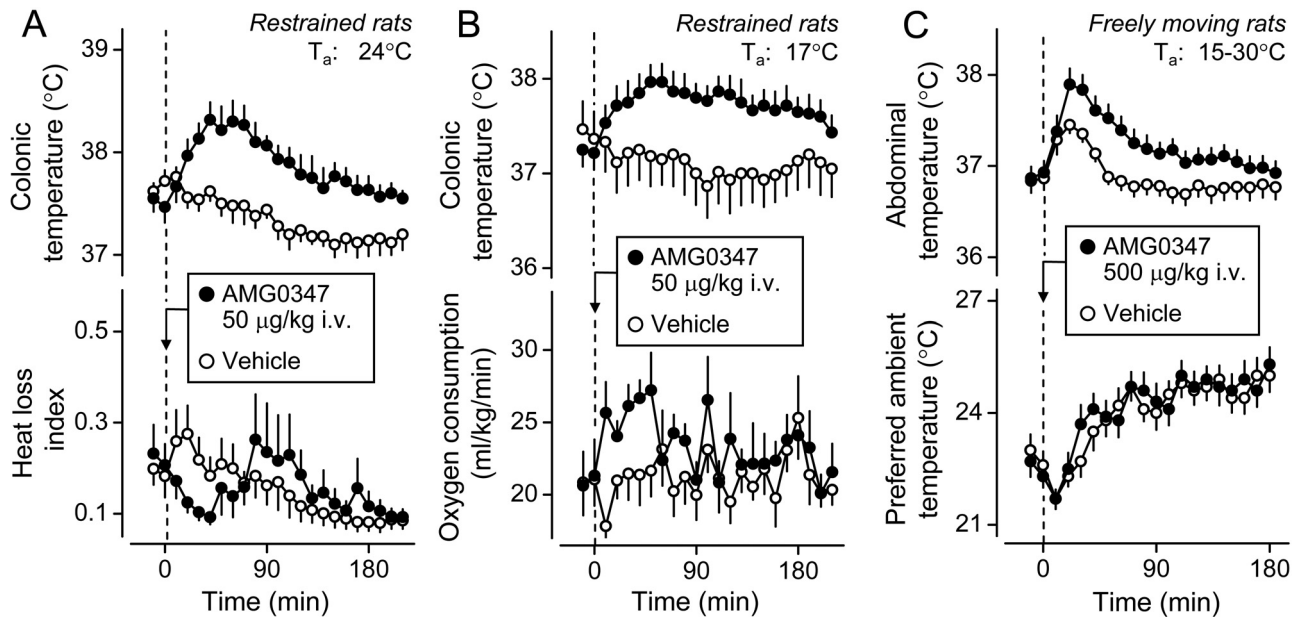 A
Restrained rats
Tₐ: 24°C
39
38
37
Colonic
temperature (°C)
AMG0347
50 μg/kg i.v.
Vehicle
0.5
0.3
0.1
Heat loss
index
0
90
180
Time (min)
B
Restrained rats
Tₐ: 17°C
38
37
36
Colonic
temperature (°C)
AMG0347
50 μg/kg i.v.
Vehicle
30
25
20
Oxygen consumption
(ml/kg/min)
0
90
180
Time (min)
C
Freely moving rats
Tₐ: 15-30°C
38
37
36
Abdominal
temperature (°C)
AMG0347
500 μg/kg i.v.
Vehicle
27
24
21
Preferred ambient
temperature (°C)
0
90
180
Time (min)